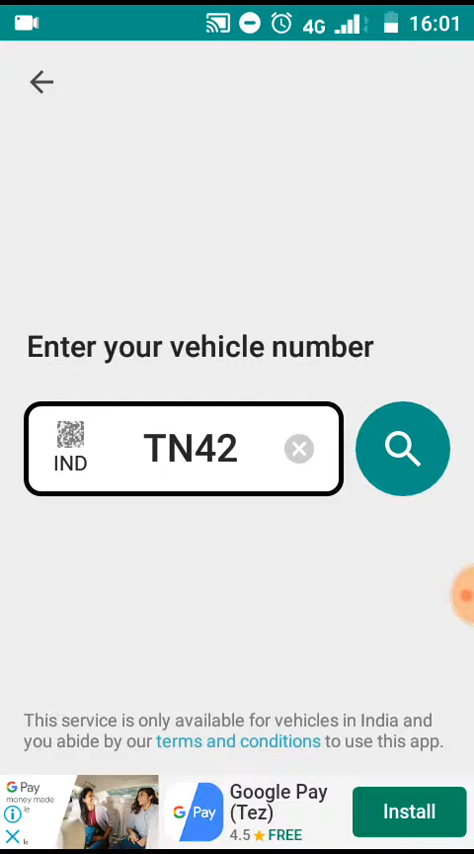 4G 16:01
Enter your vehicle number
IND
TN42
This service is only available for vehicles in India and
you abide by our terms and conditions to use this app.
G Pay
money made
Google Pay
(Tez)
4.5 FREE
G Pay
Install